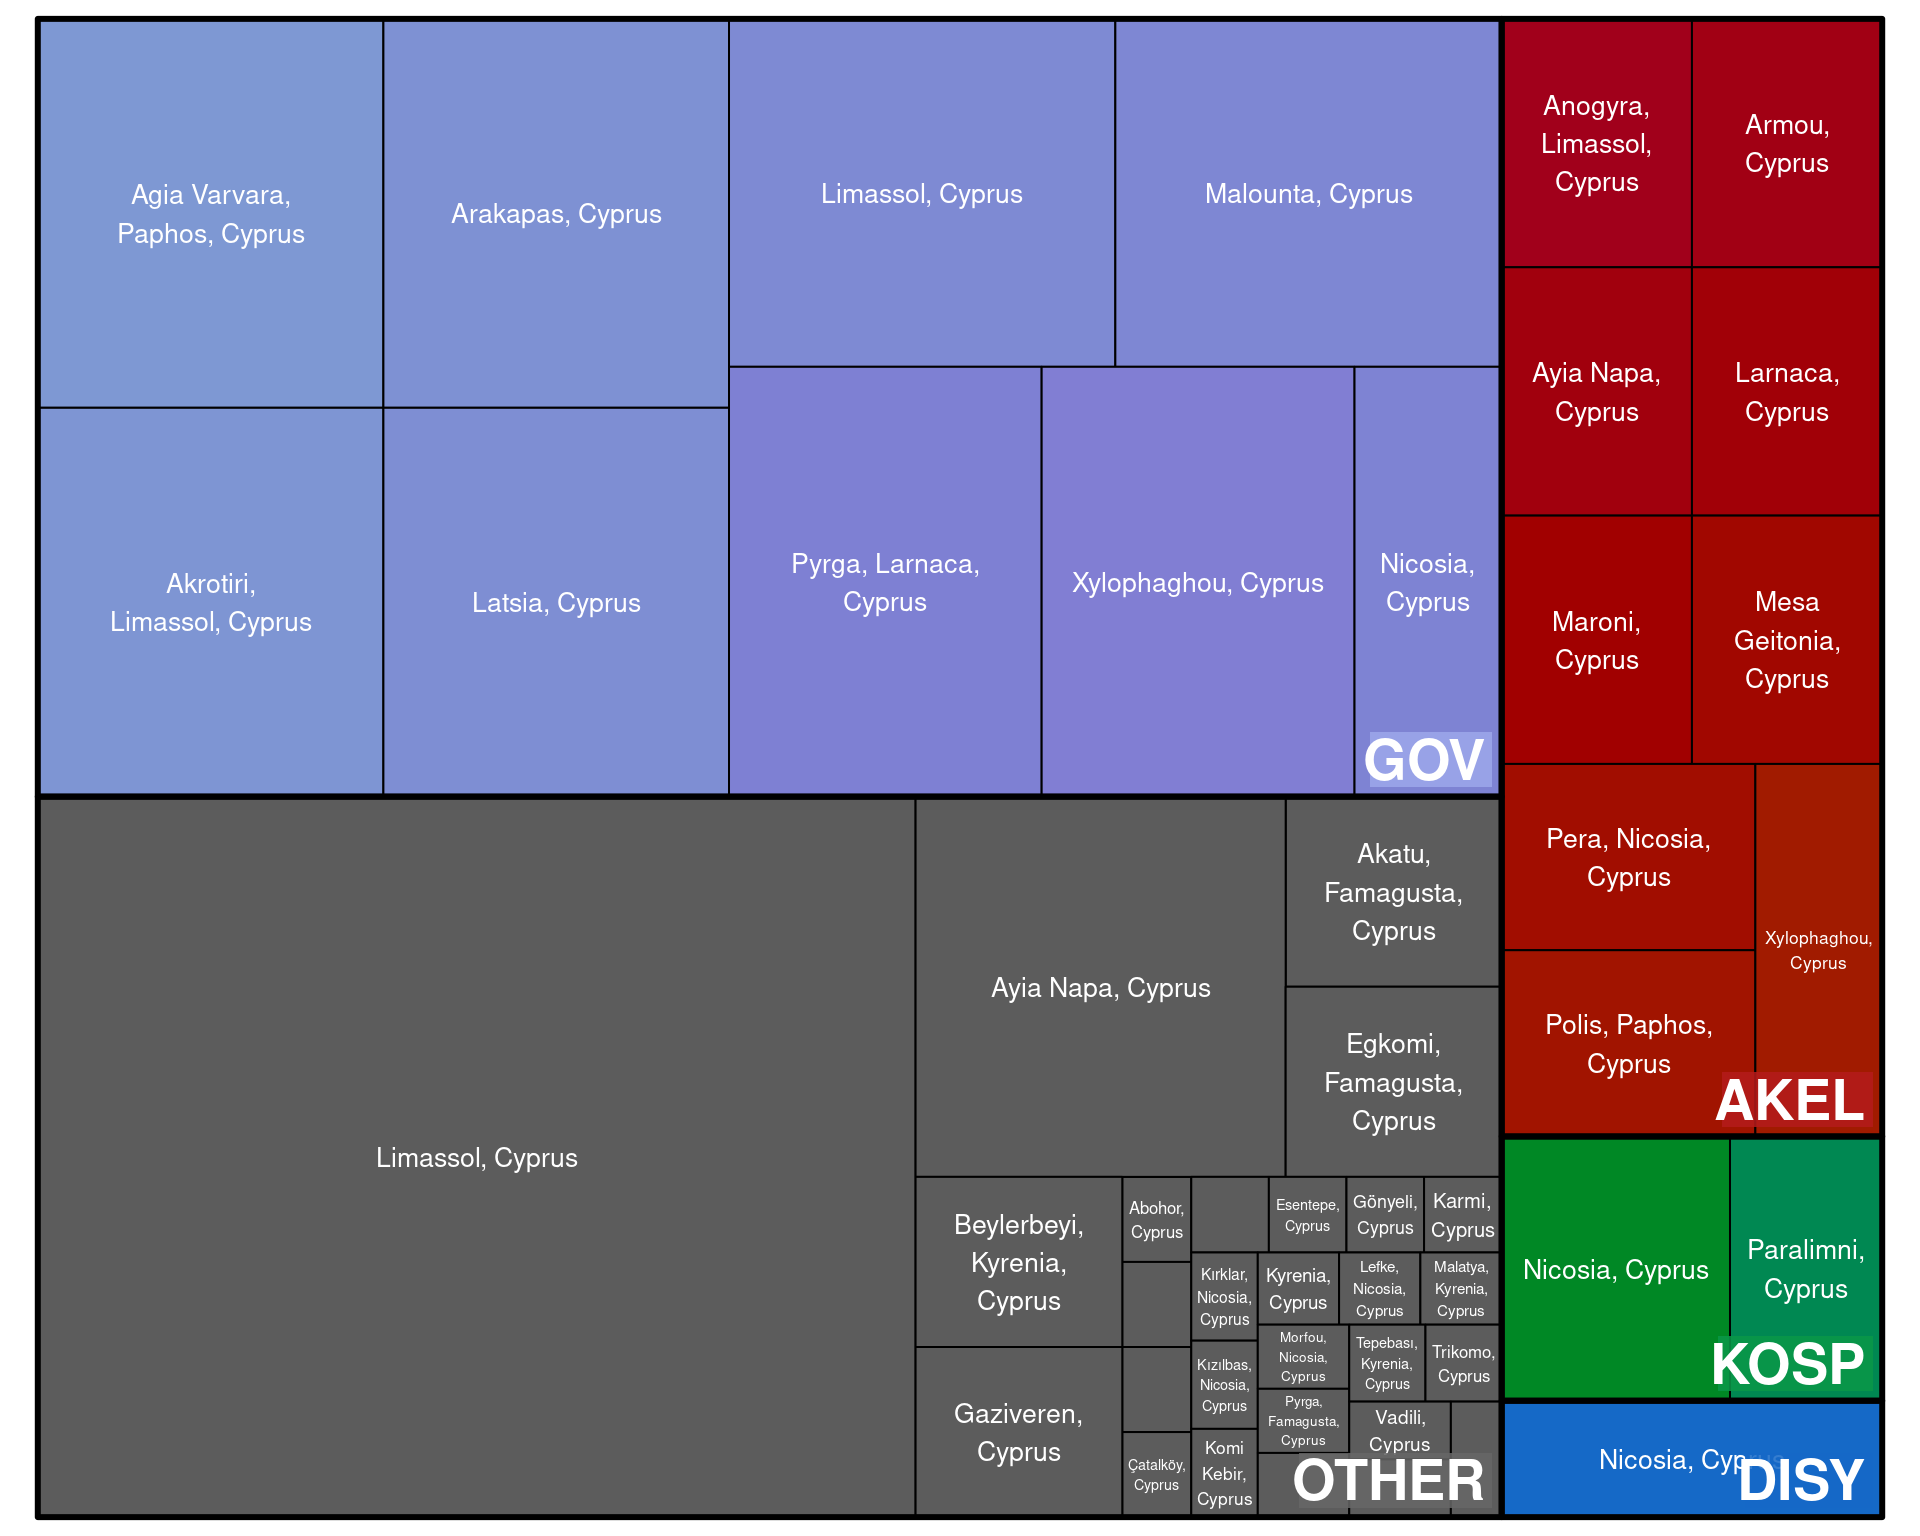 Agia Varvara,
Paphos, Cyprus
Arakapas, Cyprus
Limassol, Cyprus
Malounta, Cyprus
Akrotiri,
Limassol, Cyprus
Latsia, Cyprus
Pyrga, Larnaca,
Cyprus
Xylophaghou, Cyprus
Nicosia,
Cyprus
GOV
Limassol, Cyprus
Ayia Napa, Cyprus
Akatu,
Famagusta,
Cyprus
Egkomi,
Famagusta,
Cyprus
Beylerbeyi,
Kyrenia,
Cyprus
Gaziveren,
Cyprus
Abohor,
Cyprus
Çatalköy,
Cyprus
Esentepe,
Cyprus
Gönyeli,
Cyprus
Karmi,
Cyprus
Kırklar,
Nicosia,
Cyprus
Kızılbas,
Nicosia,
Cyprus
Komi
Kebir,
Cyprus
Kyrenia,
Cyprus
Lefke,
Nicosia,
Cyprus
Malatya,
Kyrenia,
Cyprus
Morfou,
Nicosia,
Cyprus
Pyrga,
Famagusta,
Cyprus
Tepebası,
Kyrenia,
Cyprus
Trikomo,
Cyprus
Vadili,
Cyprus
OTHER
Anogyra,
Limassol,
Cyprus
Armou,
Cyprus
Ayia Napa,
Cyprus
Larnaca,
Cyprus
Maroni,
Cyprus
Mesa
Geitonia,
Cyprus
Pera, Nicosia,
Cyprus
Polis, Paphos,
Cyprus
Xylophaghou,
Cyprus
AKEL
Nicosia, Cyprus
Paralimni,
Cyprus
KOSP
Nicosia, Cyprus
DISY